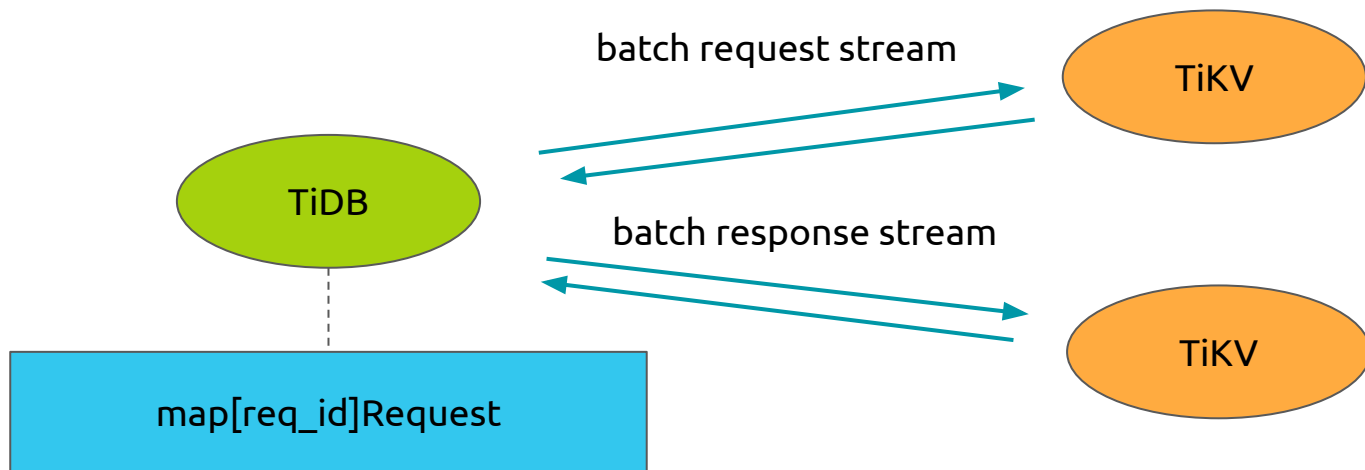 batch request stream
TiKV
TiDB
batch response stream
TiKV
map[req_id]Request